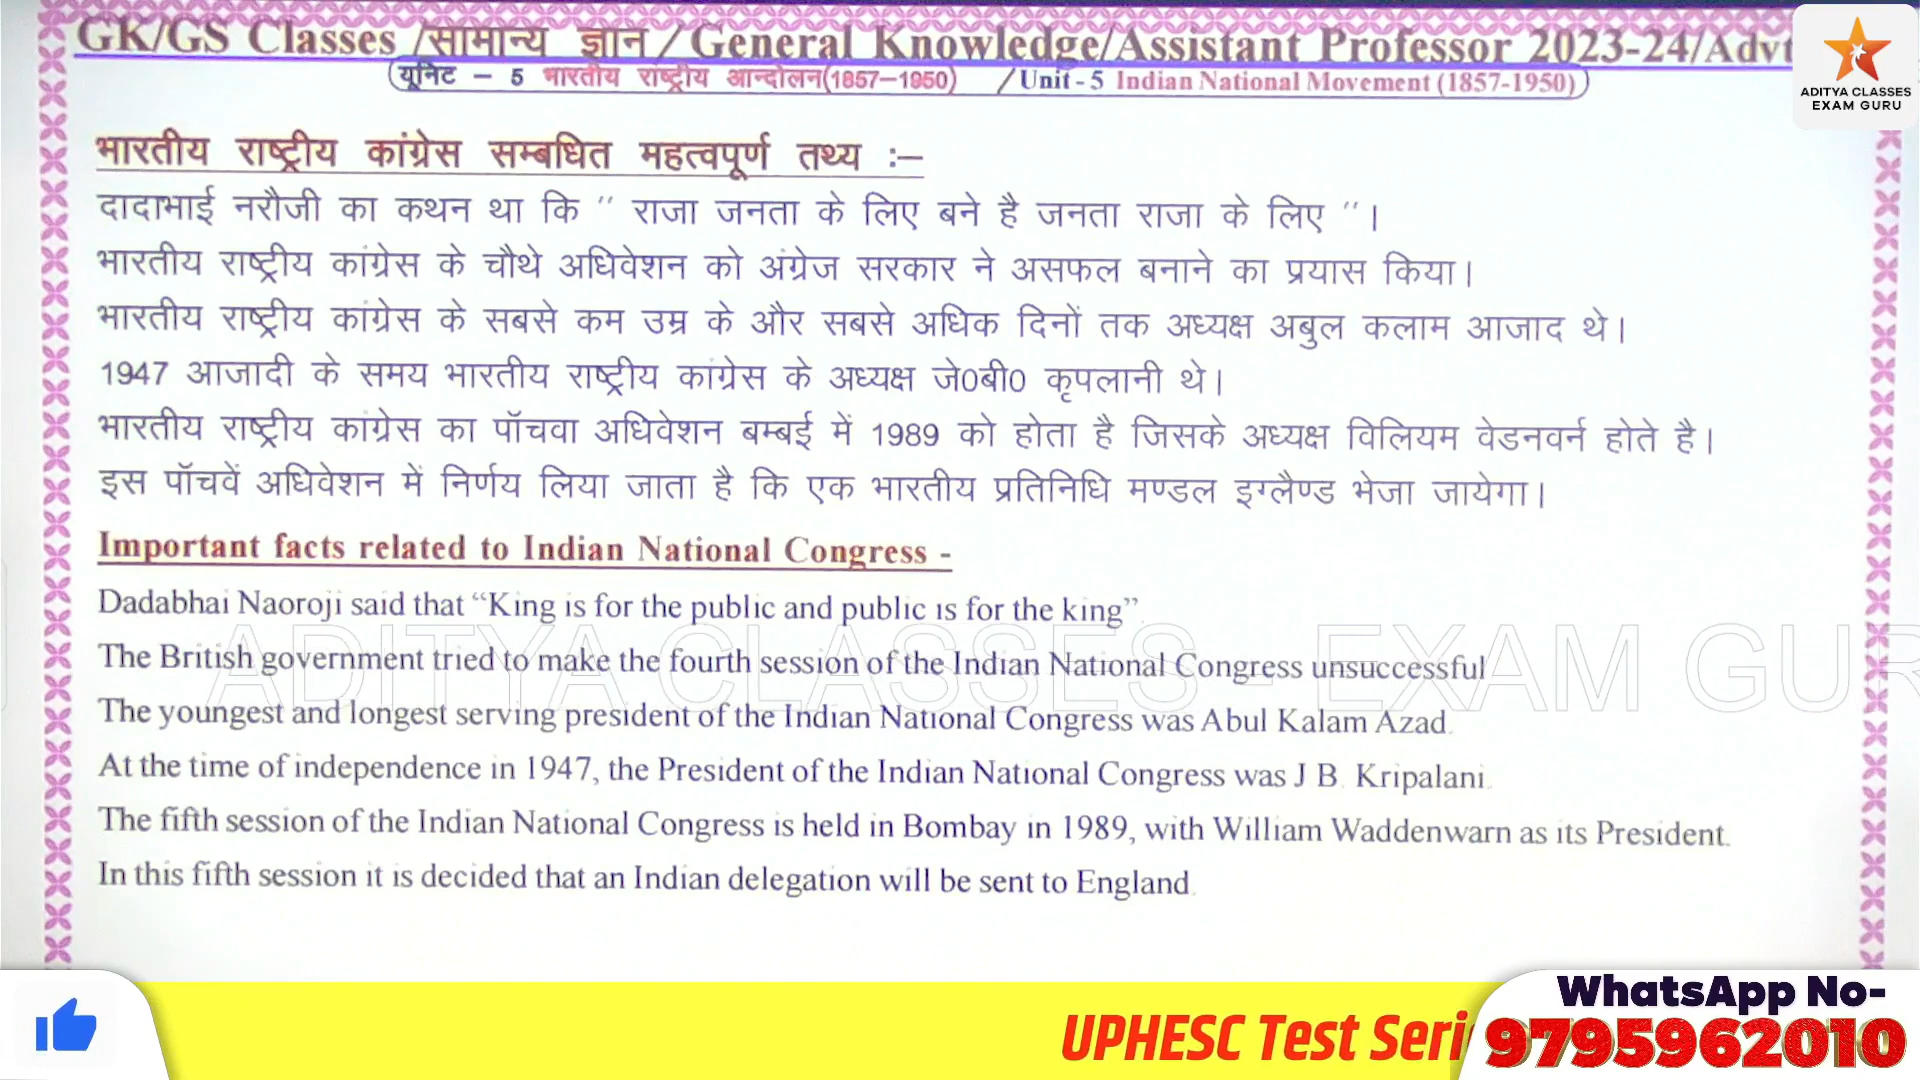 GK/GS Classes /सामान्य ज्ञान / General Knowledge/Assistant Professor 2023-24/Advt
यूनिट – 5 भारतीय राष्ट्रीय आन्दोलन(1857–1950) / Unit - 5 Indian National Movement (1857-1950)
ADITYA CLASSES
EXAM GURU
भारतीय राष्ट्रीय कांग्रेस सम्बधित महत्वपूर्ण तथ्य :–
दादाभाई नरौजी का कथन था कि " राजा जनता के लिए बने है जनता राजा के लिए "।
भारतीय राष्ट्रीय कांग्रेस के चौथे अधिवेशन को अंग्रेज सरकार ने असफल बनाने का प्रयास किया।
भारतीय राष्ट्रीय कांग्रेस के सबसे कम उम्र के और सबसे अधिक दिनों तक अध्यक्ष अबुल कलाम आजाद थे।
1947 आजादी के समय भारतीय राष्ट्रीय कांग्रेस के अध्यक्ष जे0बी0 कृपलानी थे।
भारतीय राष्ट्रीय कांग्रेस का पॉचवा अधिवेशन बम्बई में 1989 को होता है जिसके अध्यक्ष विलियम वेडनवर्न होते है।
इस पॉचवें अधिवेशन में निर्णय लिया जाता है कि एक भारतीय प्रतिनिधि मण्डल इग्लैण्ड भेजा जायेगा।
Important facts related to Indian National Congress -
Dadabhai Naoroji said that “King is for the public and public is for the king”.
The British government tried to make the fourth session of the Indian National Congress unsuccessful
The youngest and longest serving president of the Indian National Congress was Abul Kalam Azad.
At the time of independence in 1947, the President of the Indian National Congress was J B. Kripalani.
The fifth session of the Indian National Congress is held in Bombay in 1989, with William Waddenwarn as its President.
In this fifth session it is decided that an Indian delegation will be sent to England.
ADITYA CLASSES - EXAM GUR
UPHESC Test Seri
WhatsApp No-
9795962010